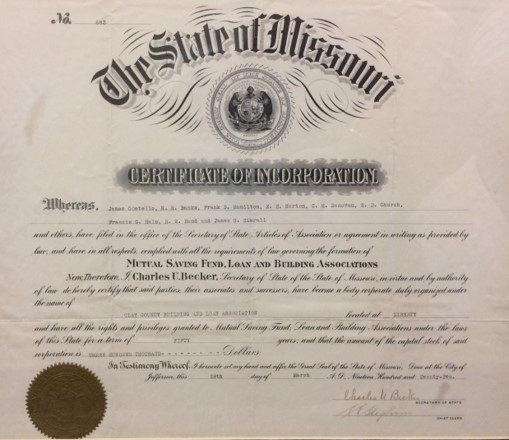 No.
The State of Missouri
CERTIFICATE OF INCORPORATION.
Whereas, James Costello, E. E. Banks, Frank D. Hamilton, R. S. Norton, C. M. Donovan, E. D. Church,
Francis G. Hale, and James S. Simrall
and others, have filed in the office of the Secretary of State Articles of Association or agreement in writing as provided by
law, and have, in all respects, complied with all the requirements of law governing the formation of
MUTUAL SAVING FUND, LOAN AND BUILDING ASSOCIATIONS
Now, Therefore, I Charles U. Becker, Secretary of State of the State of Missouri, in virtue and by authority
of law do hereby certify that said parties, their associates and successors, have become a body corporate duly organized under
the name of
CLAY COUNTY BUILDING AND LOAN ASSOCIATION located at LIBERTY
and have all the rights and privileges granted to Mutual Saving Fund, Loan and Building Associations under the laws
of this State for a term of FIFTY years; and that the amount of the capital stock of said
corporation is THREE HUNDRED THOUSAND - - - - - - - Dollars.
In Testimony Whereof, I hereunto set my hand and affix the Great Seal of the State of Missouri. Done at the City of
Jefferson, this day of March A.D. Nineteen Hundred and Twenty-two.
Charles U. Becker
SECRETARY OF STATE
CHIEF CLERK